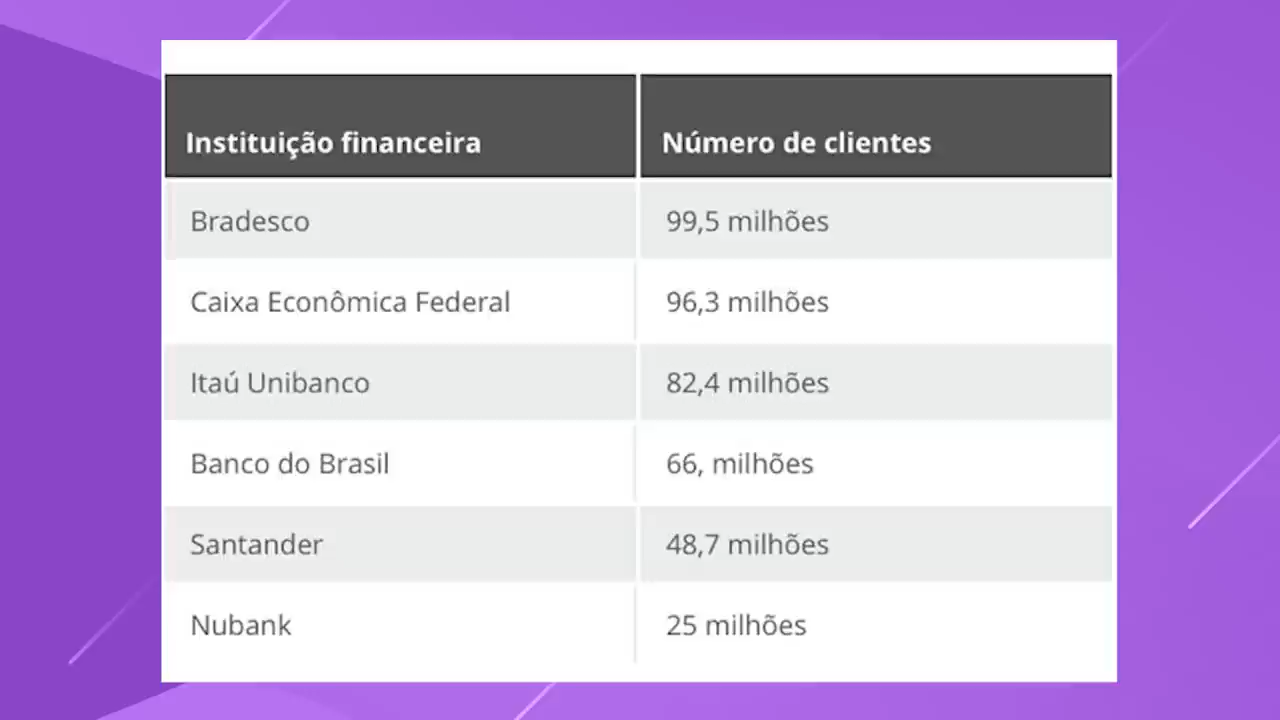 Instituição financeira Número de clientes
Bradesco 99,5 milhões
Caixa Econômica Federal 96,3 milhões
Itaú Unibanco 82,4 milhões
Banco do Brasil 66, milhões
Santander 48,7 milhões
Nubank 25 milhões